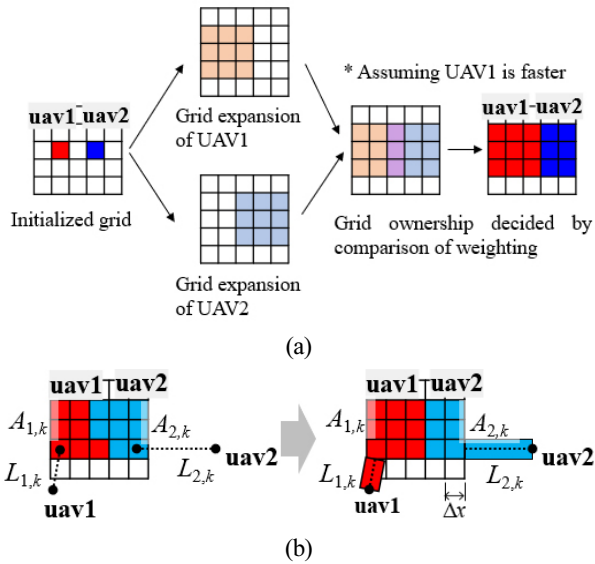 * Assuming UAV1 is faster
uav1 uav2
Grid expansion
of UAV1
uav1 uav2
Initialized grid
Grid expansion
of UAV2
Grid ownership decided by
comparison of weighting
(a)
uav1 uav2
A1,k
A2,k
L1,k
L2,k
uav2
uav1
uav1 uav2
A1,k
A2,k
L1,k
L2,k
uav2
uav1
Δx
(b)